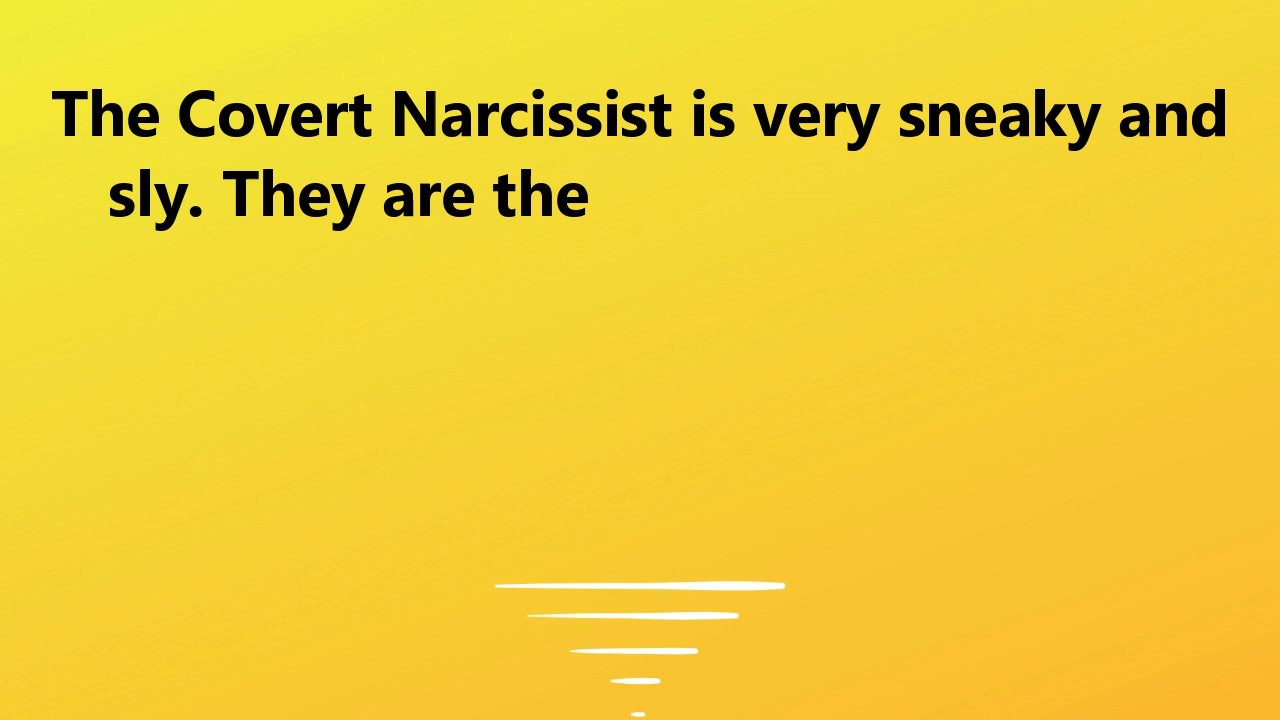 The Covert Narcissist is very sneaky and
sly. They are the